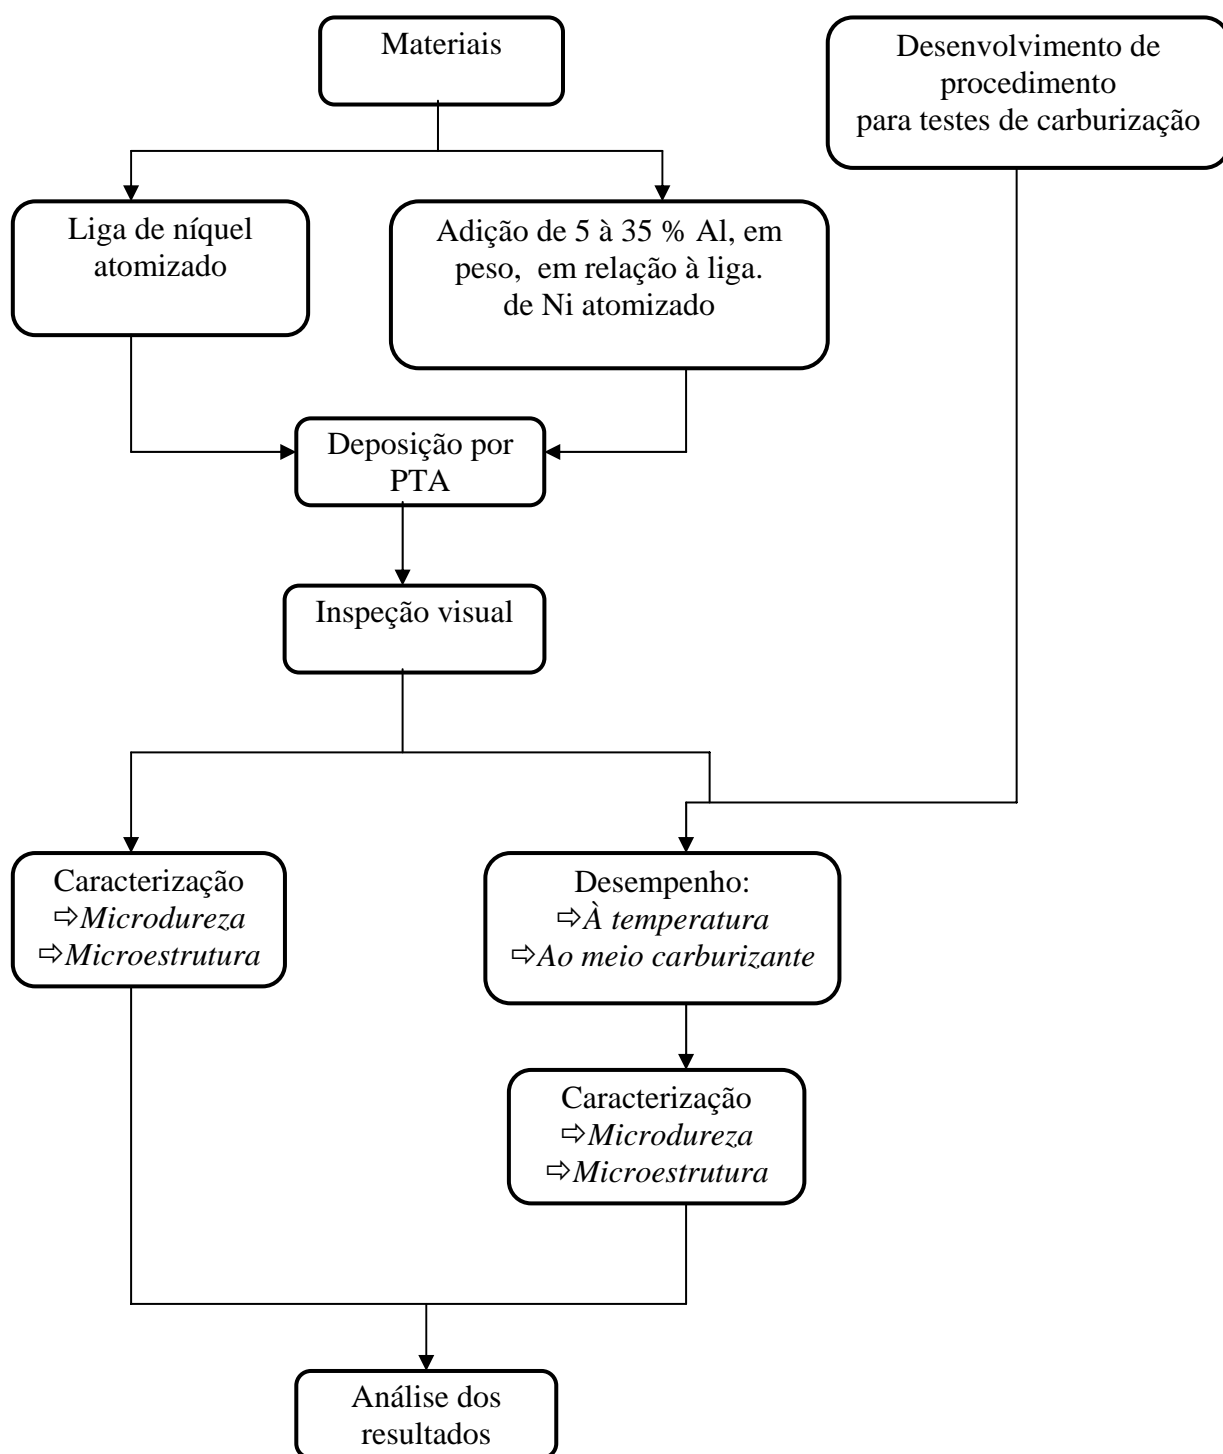 Materiais
Desenvolvimento de
procedimento
para testes de carburização
Liga de níquel
atomizado
Adição de 5 à 35 % Al, em
peso, em relação à liga.
de Ni atomizado
Deposição por
PTA
Inspeção visual
Caracterização
⇨Microdureza
⇨Microestrutura
Desempenho:
⇨À temperatura
⇨Ao meio carburizante
Caracterização
⇨Microdureza
⇨Microestrutura
Análise dos
resultados